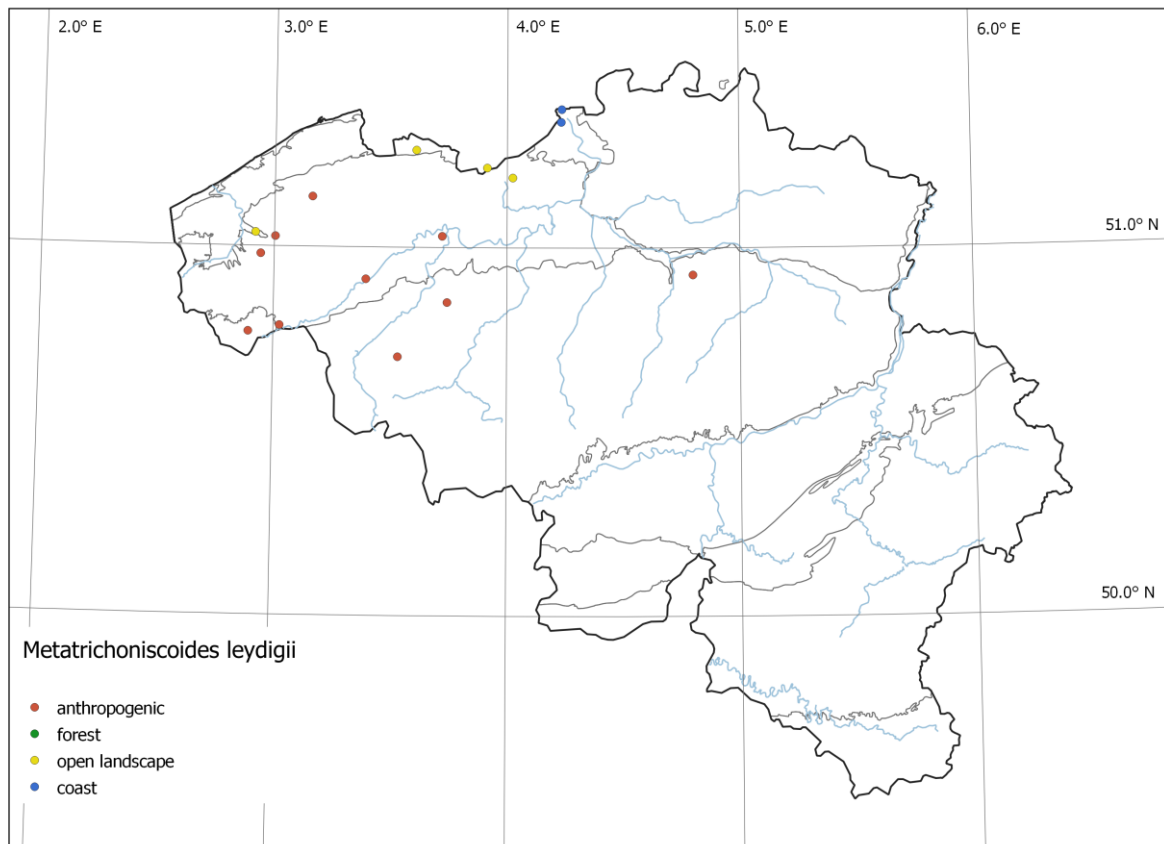 2.0° E
3.0° E
4.0° E
5.0° E
6.0° E
51.0° N
50.0° N
Metatrichoniscoides leydigii
anthropogenic
forest
open landscape
coast